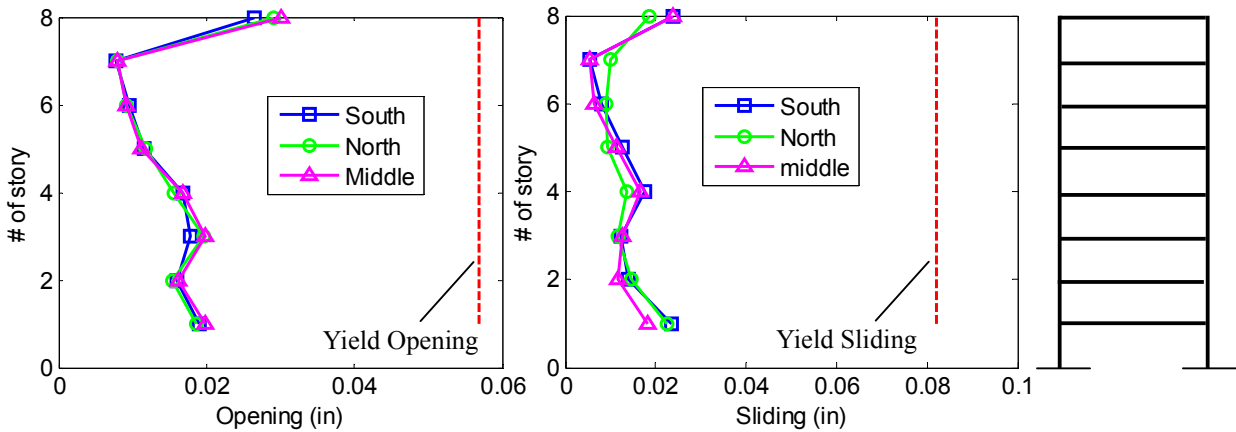 8
6
4
2
0
# of story
South
North
Middle
Yield Opening
0
0.02
0.04
0.06
Opening (in)
8
6
4
2
0
# of story
South
North
middle
Yield Sliding
0
0.02
0.04
0.06
0.08
0.1
Sliding (in)